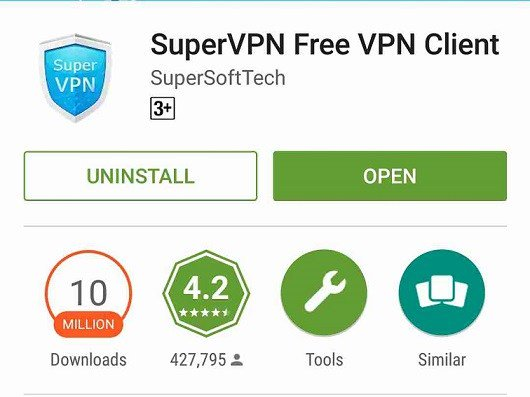 Super
VPN
SuperVPN Free VPN Client
SuperSoftTech
3+
UNINSTALL
OPEN
10
MILLION
4.2
Downloads
427,795
Tools
Similar